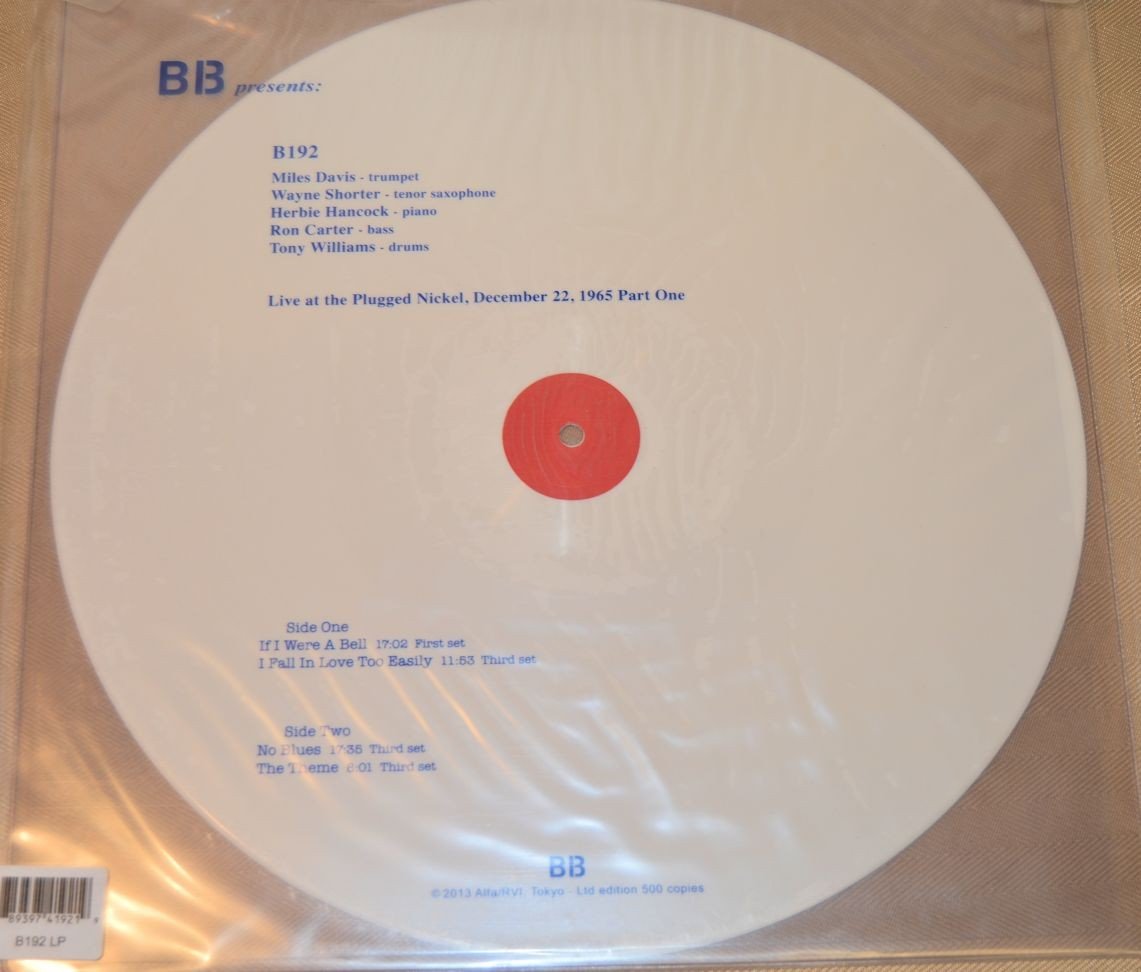 BB presents:
B192
Miles Davis - trumpet
Wayne Shorter - tenor saxophone
Herbie Hancock - piano
Ron Carter - bass
Tony Williams - drums
Live at the Plugged Nickel, December 22, 1965 Part One
Side One
If I Were A Bell 17:02 First set
I Fall In Love Too Easily 11:53 Third set
Side Two
No Blues 17:35 Third set
The Theme 6:01 Third set
BB
© 2013 Alfa/RVI, Tokyo - Ltd edition 500 copies
89397 41921
B192 LP